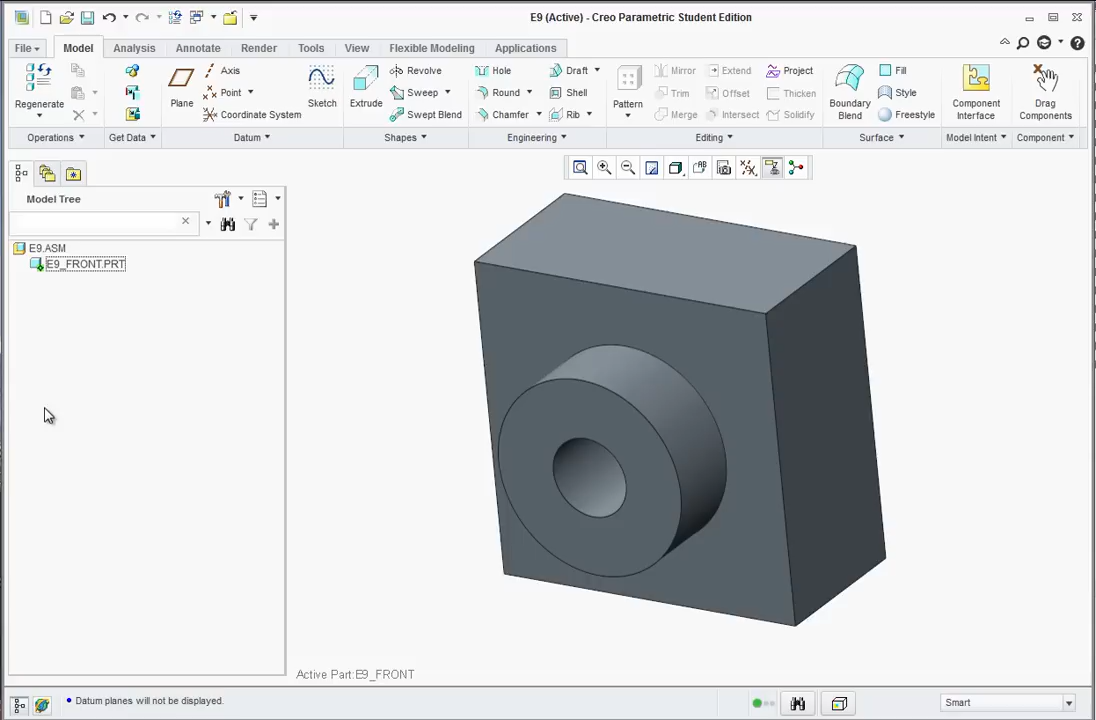 E9 (Active) - Creo Parametric Student Edition
File Model Analysis Annotate Render Tools View Flexible Modeling Applications
Regenerate
Operations
Get Data
Plane
Axis
Point
Coordinate System
Sketch
Datum
Extrude
Revolve
Sweep
Swept Blend
Shapes
Hole
Round
Chamfer
Draft
Shell
Rib
Engineering
Pattern
Mirror
Trim
Merge
Extend
Offset
Intersect
Project
Thicken
Solidify
Editing
Boundary
Blend
Fill
Style
Freestyle
Surface
Component
Interface
Model Intent
Drag
Components
Component
Model Tree
E9.ASM
E9_FRONT.PRT
Active Part:E9_FRONT
Datum planes will not be displayed.
Smart